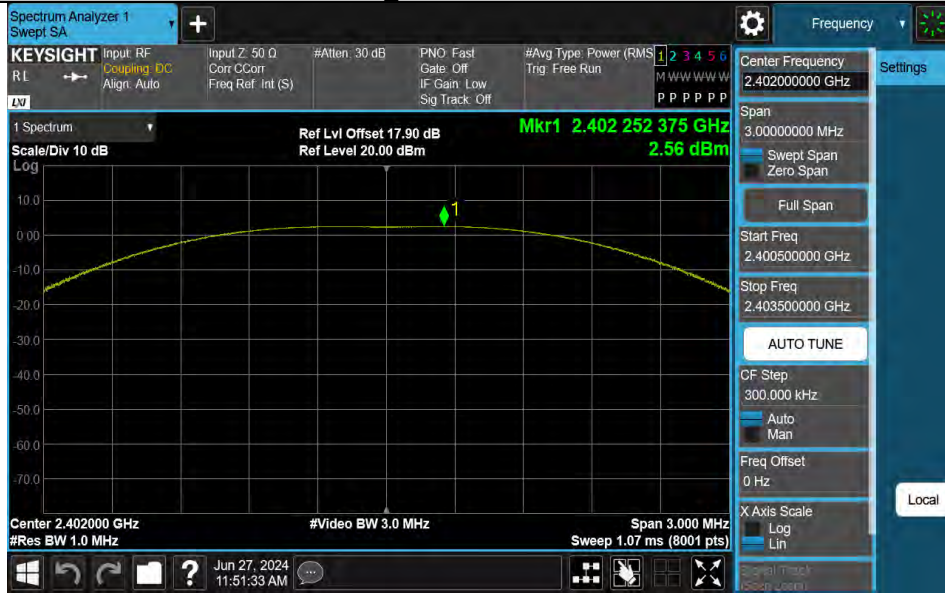 Spectrum Analyzer 1
Swept SA
Frequency
KEYSIGHT
RL
LXI
Input: RF
Coupling: DC
Align: Auto
Input Z: 50 Ω
Corr CCorr
Freq Ref: Int (S)
#Atten: 30 dB
PNO: Fast
Gate: Off
IF Gain: Low
Sig Track: Off
#Avg Type: Power (RMS
Trig: Free Run
1 2 3 4 5 6
M W W W W W
P P P P P P
1 Spectrum
Scale/Div 10 dB
Log
Ref Lvl Offset 17.90 dB
Ref Level 20.00 dBm
Mkr1 2.402 252 375 GHz
2.56 dBm
1
10.0
0.00
-10.0
-20.0
-30.0
-40.0
-50.0
-60.0
-70.0
Center 2.402000 GHz
#Res BW 1.0 MHz
#Video BW 3.0 MHz
Span 3.000 MHz
Sweep 1.07 ms (8001 pts)
?
Jun 27, 2024
11:51:33 AM
Center Frequency
2.402000000 GHz
Span
3.00000000 MHz
Swept Span
Zero Span
Full Span
Start Freq
2.400500000 GHz
Stop Freq
2.403500000 GHz
AUTO TUNE
CF Step
300.000 kHz
Auto
Man
Freq Offset
0 Hz
X Axis Scale
Log
Lin
Signal Track
(Span Zoom)
Settings
Local